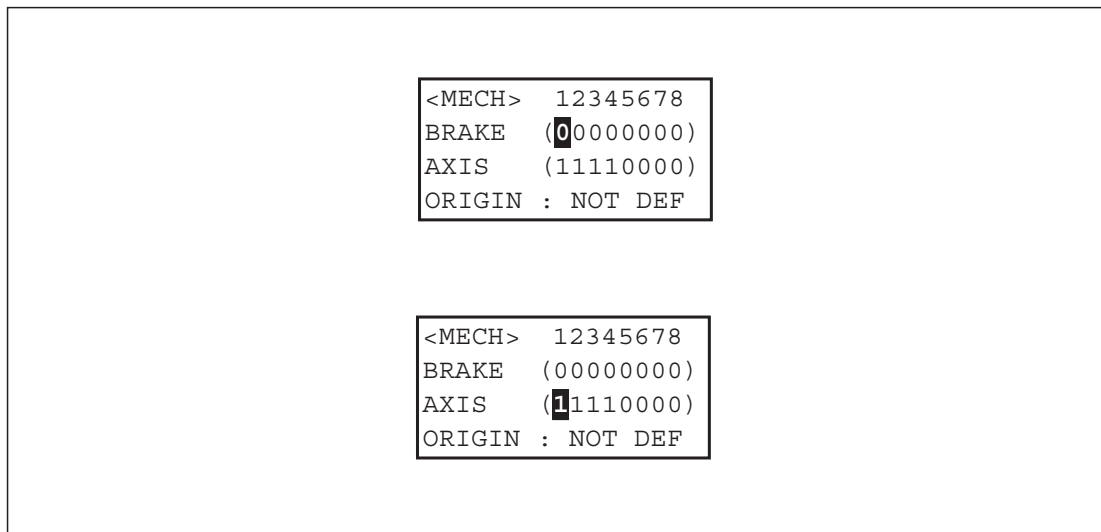 <MECH> 12345678
BRAKE (00000000)
AXIS (11110000)
ORIGIN : NOT DEF
<MECH> 12345678
BRAKE (00000000)
AXIS (11110000)
ORIGIN : NOT DEF